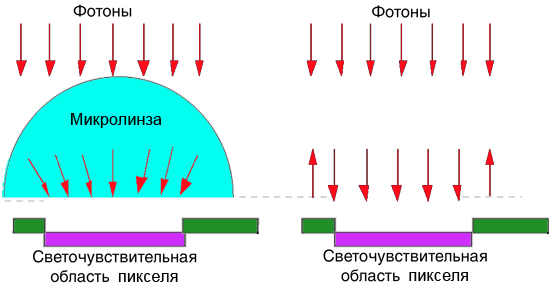 Фотоны
Фотоны
Микролинза
Светочувствительная
область пикселя
Светочувствительная
область пикселя